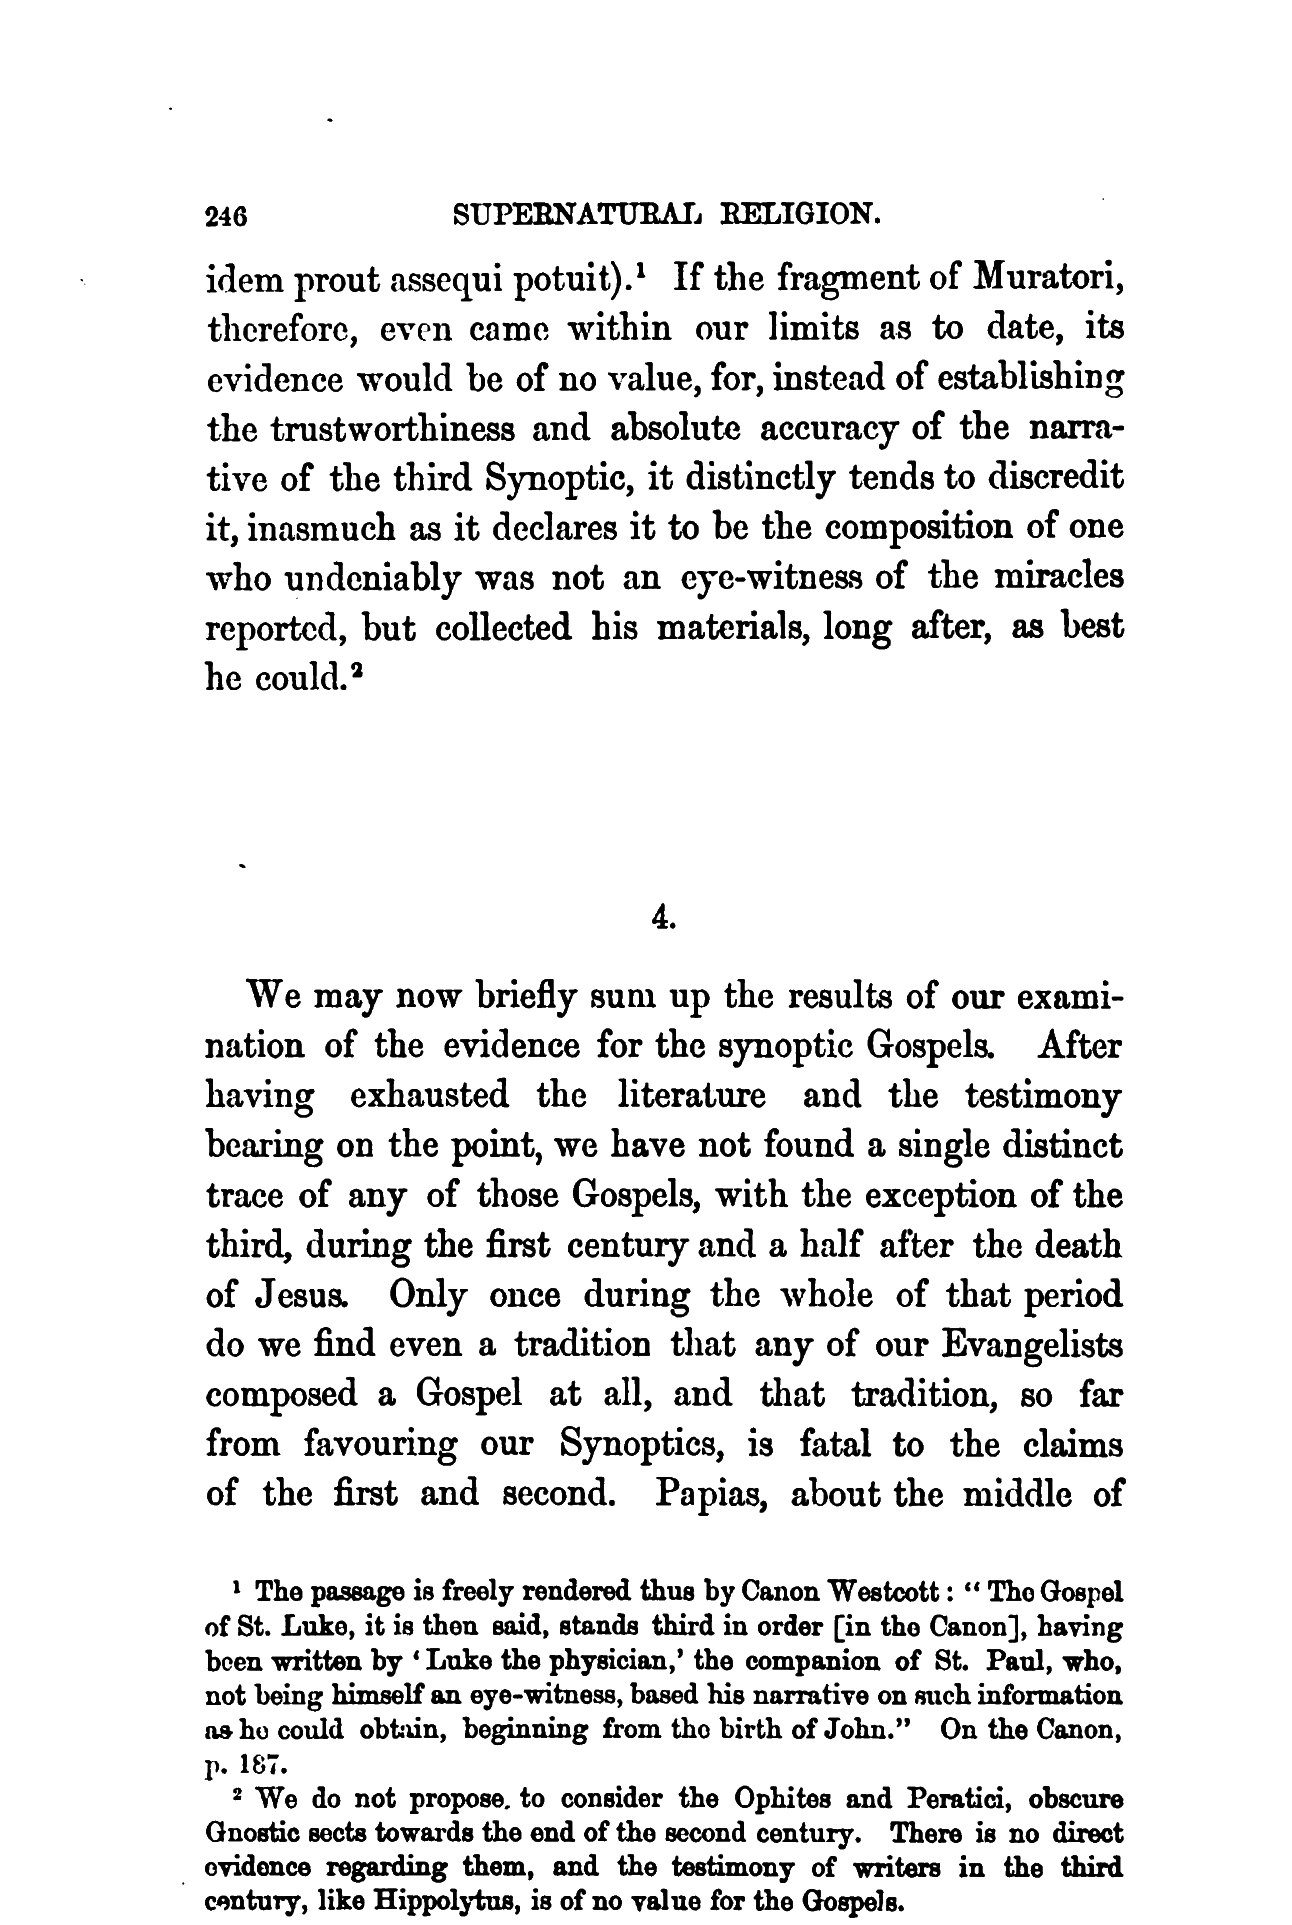 246 SUPERNATURAL RELIGION.
idem prout assequi potuit).¹ If the fragment of Muratori,
therefore, even came within our limits as to date, its
evidence would be of no value, for, instead of establishing
the trustworthiness and absolute accuracy of the narra-
tive of the third Synoptic, it distinctly tends to discredit
it, inasmuch as it declares it to be the composition of one
who undeniably was not an eye-witness of the miracles
reported, but collected his materials, long after, as best
he could.²
4.
We may now briefly sum up the results of our exami-
nation of the evidence for the synoptic Gospels. After
having exhausted the literature and the testimony
bearing on the point, we have not found a single distinct
trace of any of those Gospels, with the exception of the
third, during the first century and a half after the death
of Jesus. Only once during the whole of that period
do we find even a tradition that any of our Evangelists
composed a Gospel at all, and that tradition, so far
from favouring our Synoptics, is fatal to the claims
of the first and second. Papias, about the middle of
¹ The passage is freely rendered thus by Canon Westcott: “The Gospel
of St. Luke, it is then said, stands third in order [in the Canon], having
been written by ‘Luke the physician,’ the companion of St. Paul, who,
not being himself an eye-witness, based his narrative on such information
as he could obtain, beginning from the birth of John.” On the Canon,
p. 187.
² We do not propose. to consider the Ophites and Peratici, obscure
Gnostic sects towards the end of the second century. There is no direct
evidence regarding them, and the testimony of writers in the third
century, like Hippolytus, is of no value for the Gospels.